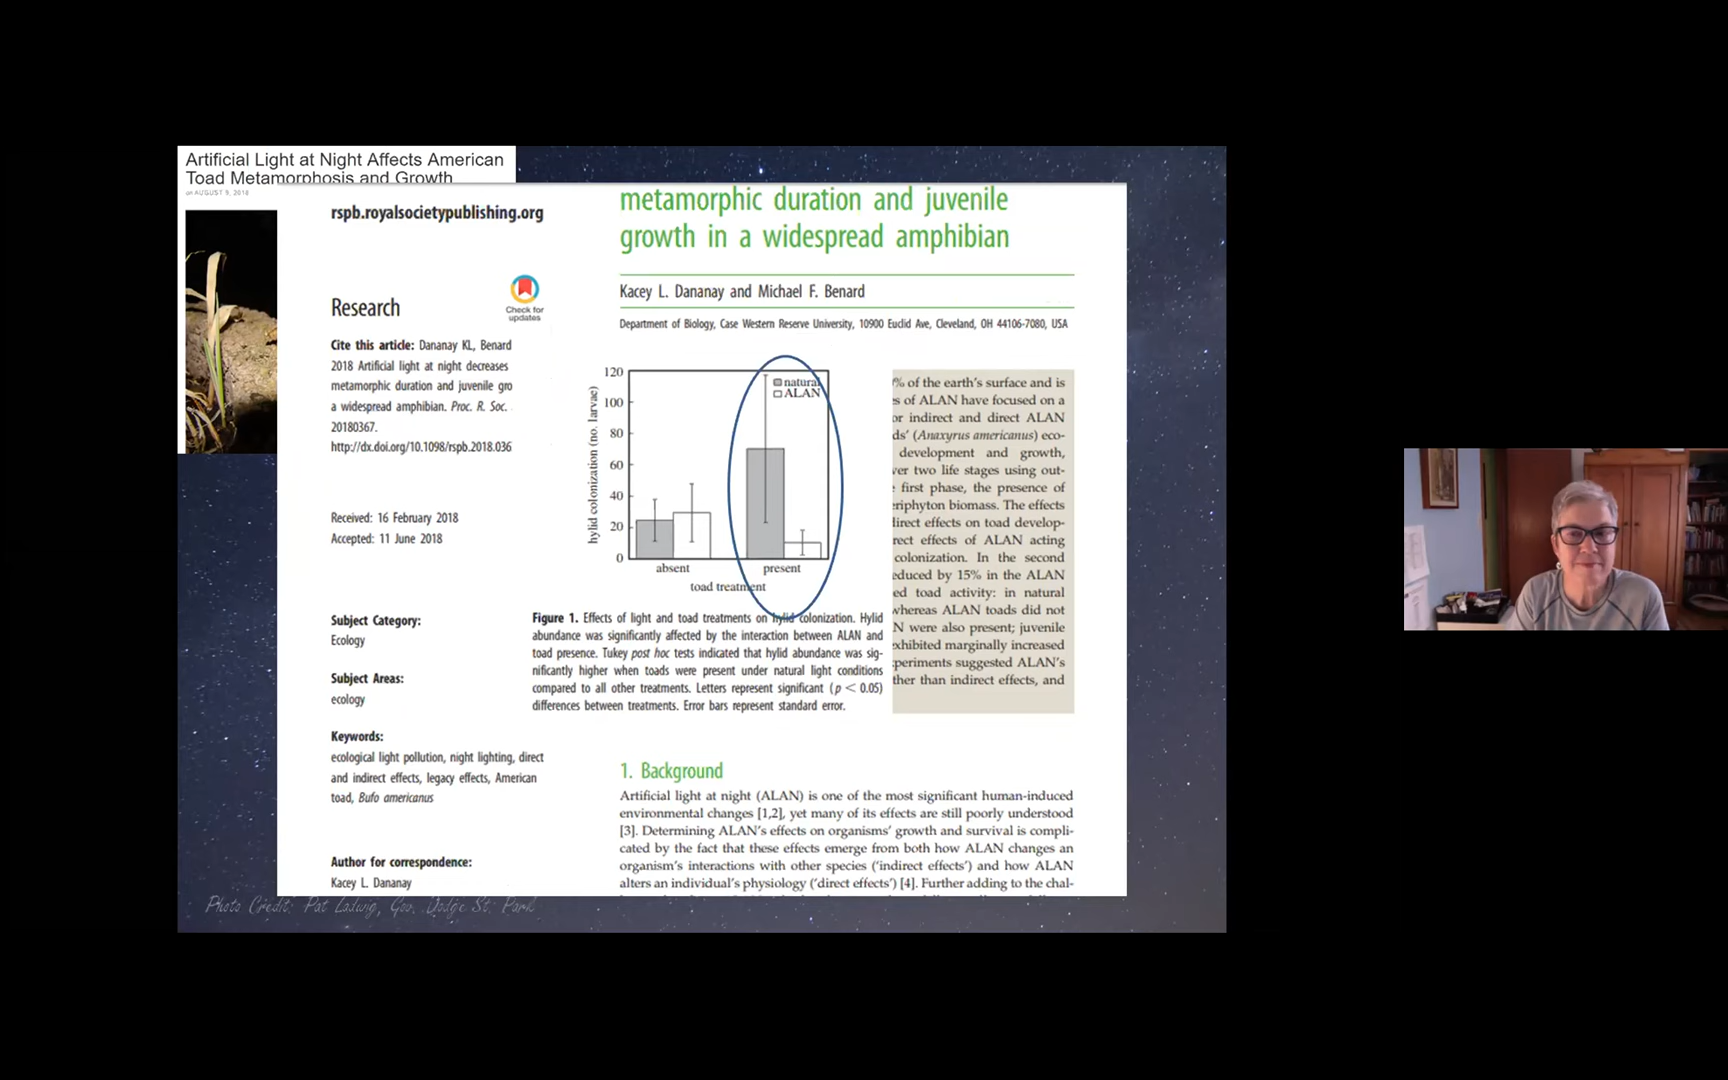 Artificial Light at Night Affects American
Toad Metamorphosis and Growth
on AUGUST 9, 2018
rspb.royalsocietypublishing.org
Research
Check for
updates
Cite this article: Dananay KL, Benard
2018 Artificial light at night decreases
metamorphic duration and juvenile gro
a widespread amphibian. Proc. R. Soc.
20180367.
http://dx.doi.org/10.1098/rspb.2018.036
Received: 16 February 2018
Accepted: 11 June 2018
Subject Category:
Ecology
Subject Areas:
ecology
Keywords:
ecological light pollution, night lighting, direct
and indirect effects, legacy effects, American
toad, Bufo americanus
Author for correspondence:
Kacey L. Dananay
metamorphic duration and juvenile
growth in a widespread amphibian
Kacey L. Dananay and Michael F. Benard
Department of Biology, Case Western Reserve University, 10900 Euclid Ave, Cleveland, OH 44106-7080, USA
hylid colonization (no. larvae)
120
100
80
60
40
20
0
natural
ALAN
absent
present
toad treatment
Figure 1. Effects of light and toad treatments on hylid colonization. Hylid
abundance was significantly affected by the interaction between ALAN and
toad presence. Tukey post hoc tests indicated that hylid abundance was sig-
nificantly higher when toads were present under natural light conditions
compared to all other treatments. Letters represent significant (p < 0.05)
differences between treatments. Error bars represent standard error.
% of the earth's surface and is
s of ALAN have focused on a
or indirect and direct ALAN
ds' (Anaxyrus americanus) eco-
development and growth,
ver two life stages using out-
first phase, the presence of
eriphyton biomass. The effects
direct effects on toad develop-
rect effects of ALAN acting
colonization. In the second
educed by 15% in the ALAN
ed toad activity: in natural
whereas ALAN toads did not
N were also present; juvenile
exhibited marginally increased
periments suggested ALAN's
ther than indirect effects, and
1. Background
Artificial light at night (ALAN) is one of the most significant human-induced
environmental changes [1,2], yet many of its effects are still poorly understood
[3]. Determining ALAN's effects on organisms' growth and survival is compli-
cated by the fact that these effects emerge from both how ALAN changes an
organism's interactions with other species ('indirect effects') and how ALAN
alters an individual's physiology ('direct effects') [4]. Further adding to the chal-
Photo Credit: Pat Ladwig, Gov. Dodge St. Park